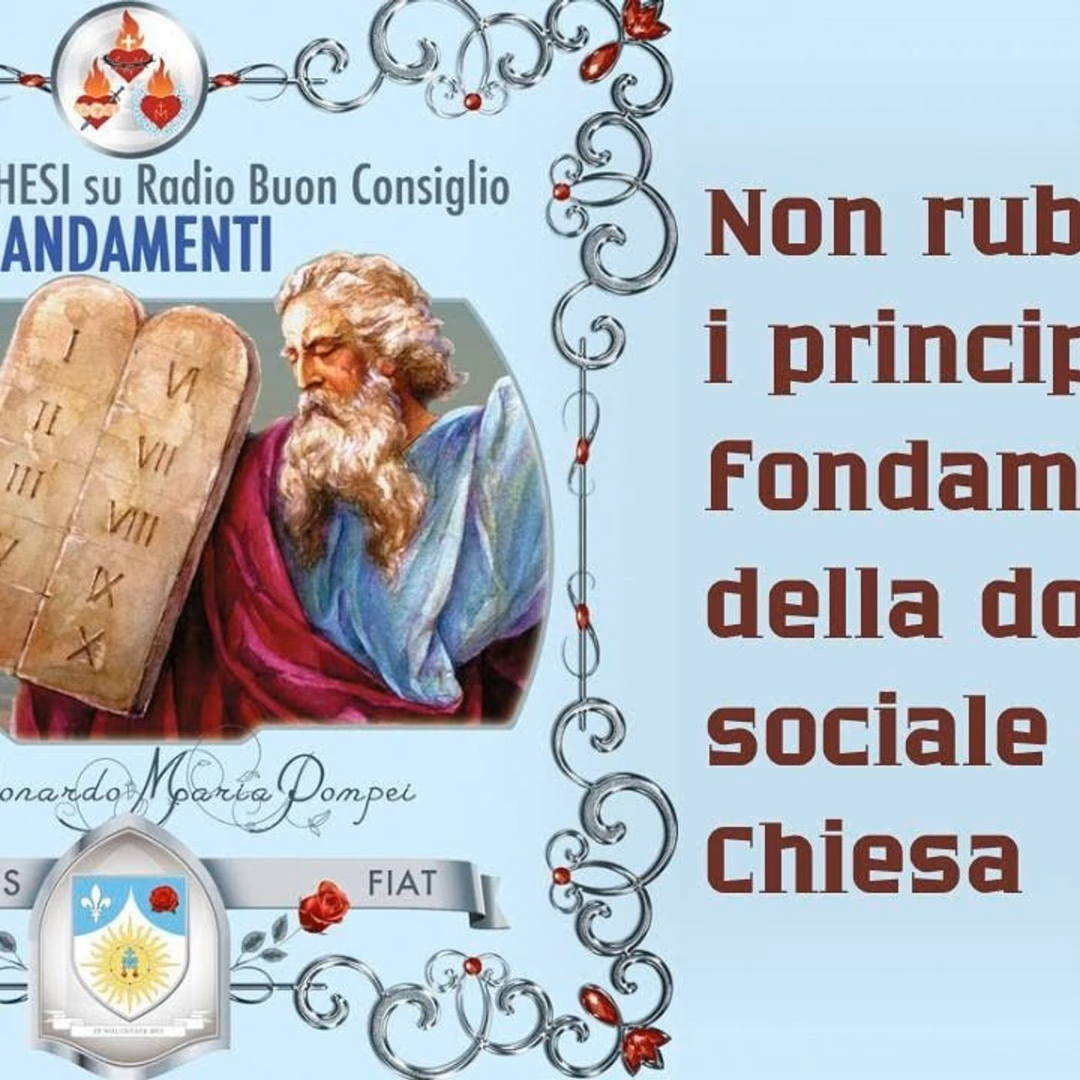 HESI su Radio Buon Consiglio
ANDAMENTI
I
II
III
V
VI
VII
VIII
IX
X
onardo Maria Pompei
S
FIAT
Non rub
i princip
fondam
della do
sociale
Chiesa